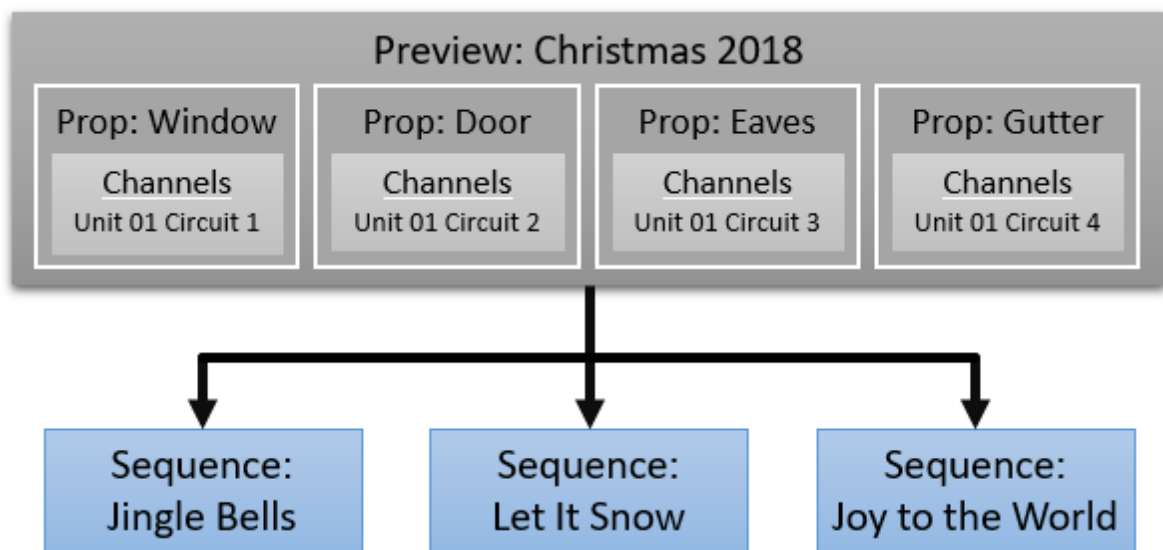 Preview: Christmas 2018
Prop: Window
Channels
Unit 01 Circuit 1
Prop: Door
Channels
Unit 01 Circuit 2
Prop: Eaves
Channels
Unit 01 Circuit 3
Prop: Gutter
Channels
Unit 01 Circuit 4
Sequence:
Jingle Bells
Sequence:
Let It Snow
Sequence:
Joy to the World